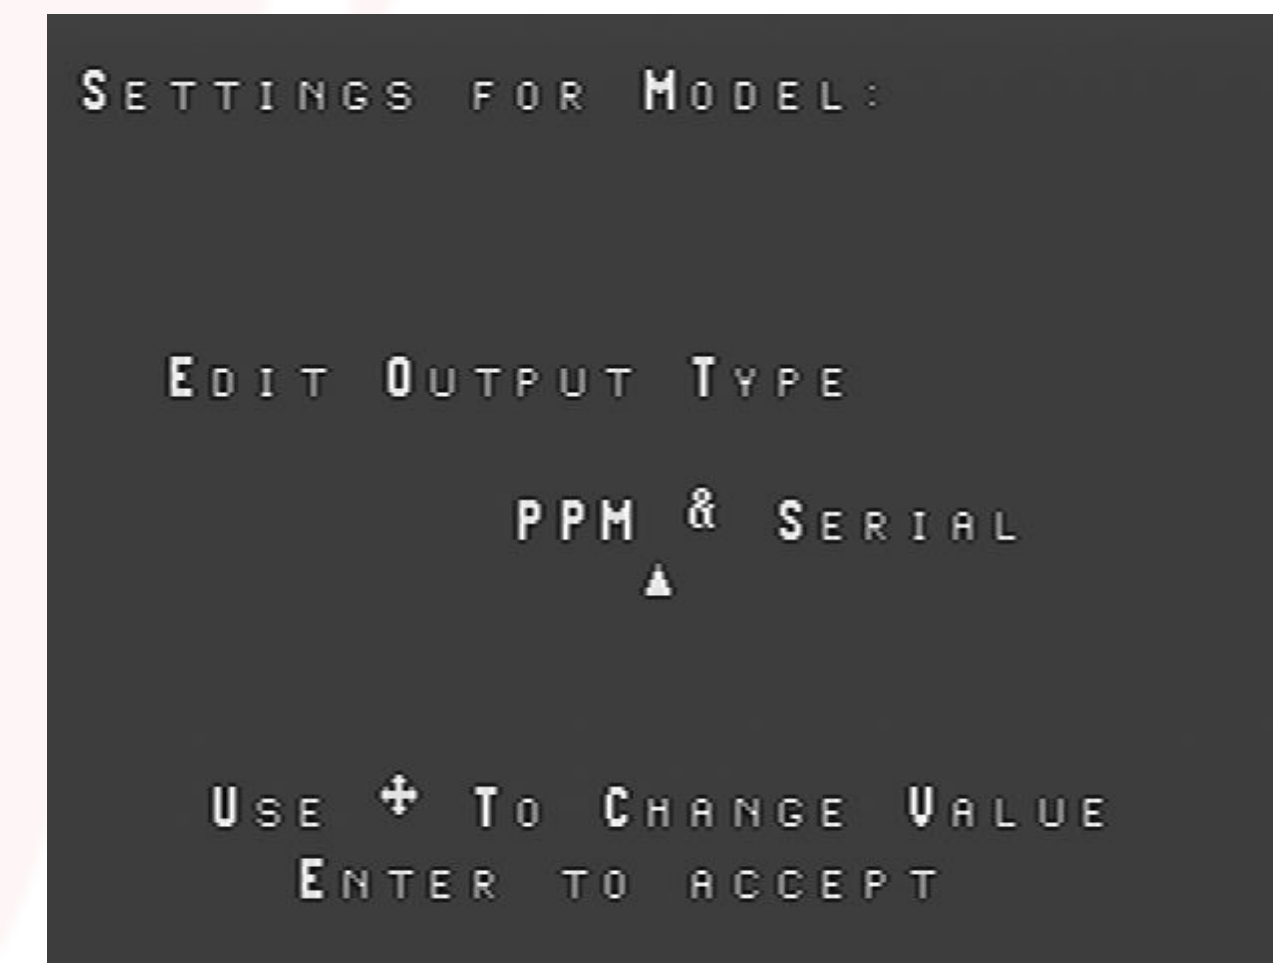 Settings for Model:
Edit Output Type
PPM & Serial
Use ✥ To Change Value
Enter to accept